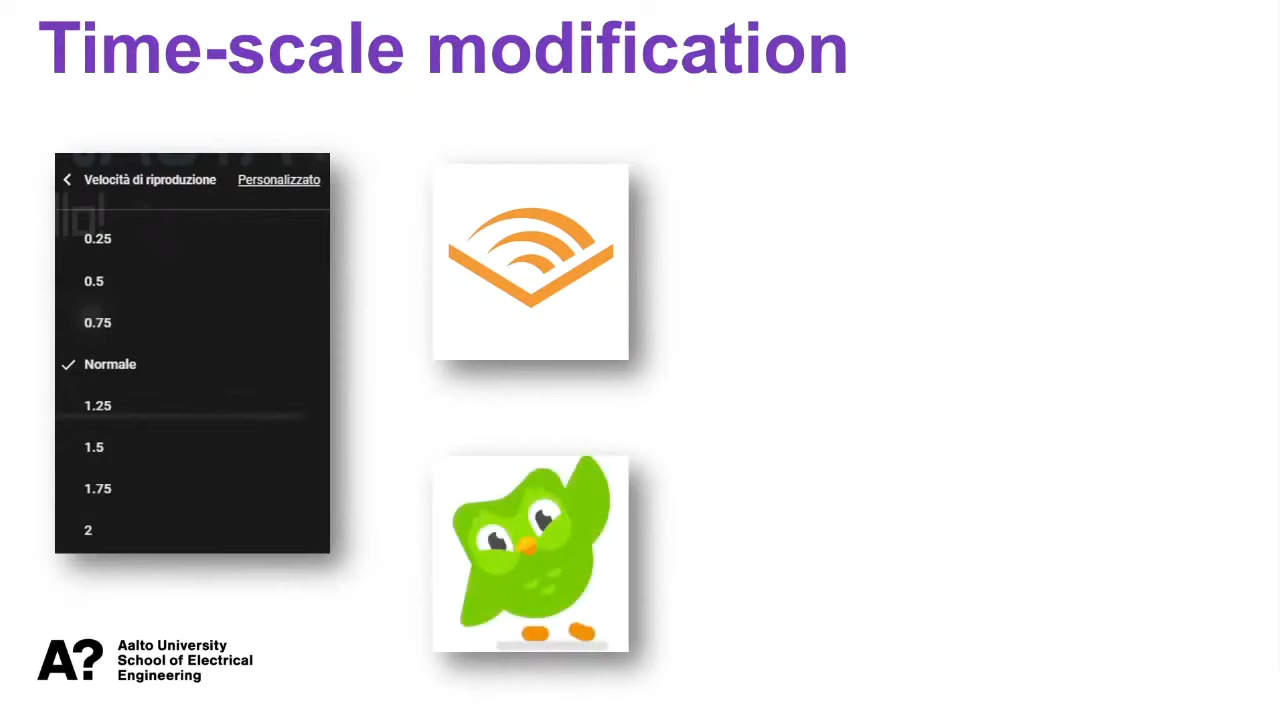 Time-scale modification
Velocità di riproduzione Personalizzato
0.25
0.5
0.75
Normale
1.25
1.5
1.75
2
A?
Aalto University
School of Electrical
Engineering